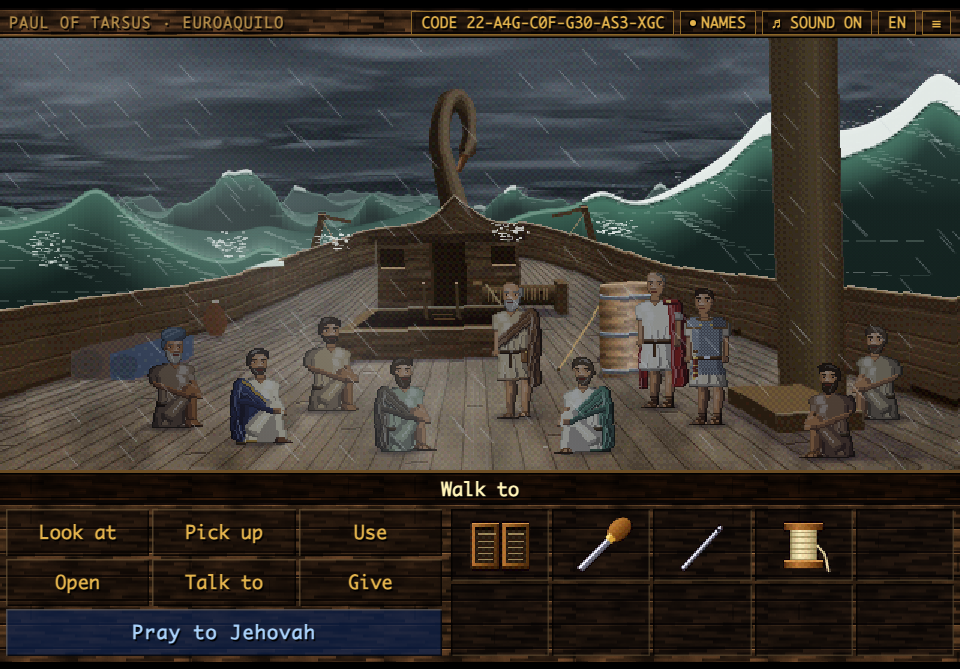 PAUL OF TARSUS · EUROAQUILO
CODE 22-A4G-C0F-G30-AS3-XGC
● NAMES
♬ SOUND ON
EN
≡
Walk to
Look at
Pick up
Use
Open
Talk to
Give
Pray to Jehovah